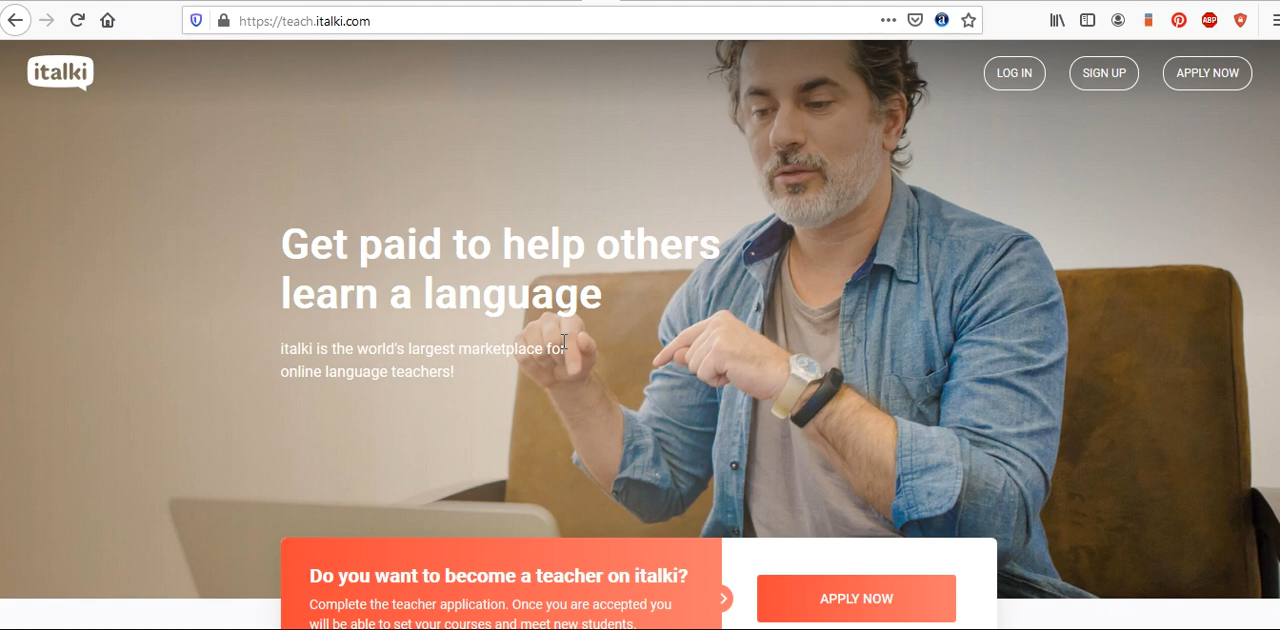 https://teach.italki.com
ABP
italki
LOG IN
SIGN UP
APPLY NOW
Get paid to help others
learn a language
italki is the world's largest marketplace for
online language teachers!
Do you want to become a teacher on italki?
Complete the teacher application. Once you are accepted you
will be able to set your courses and meet new students.
APPLY NOW